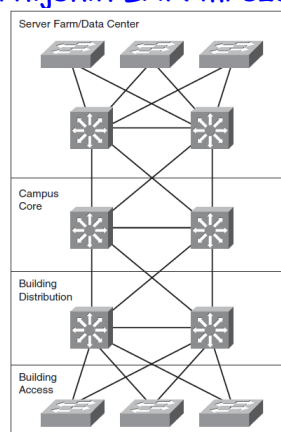 Server Farm/Data Center
Campus
Core
Building
Distribution
Building
Access